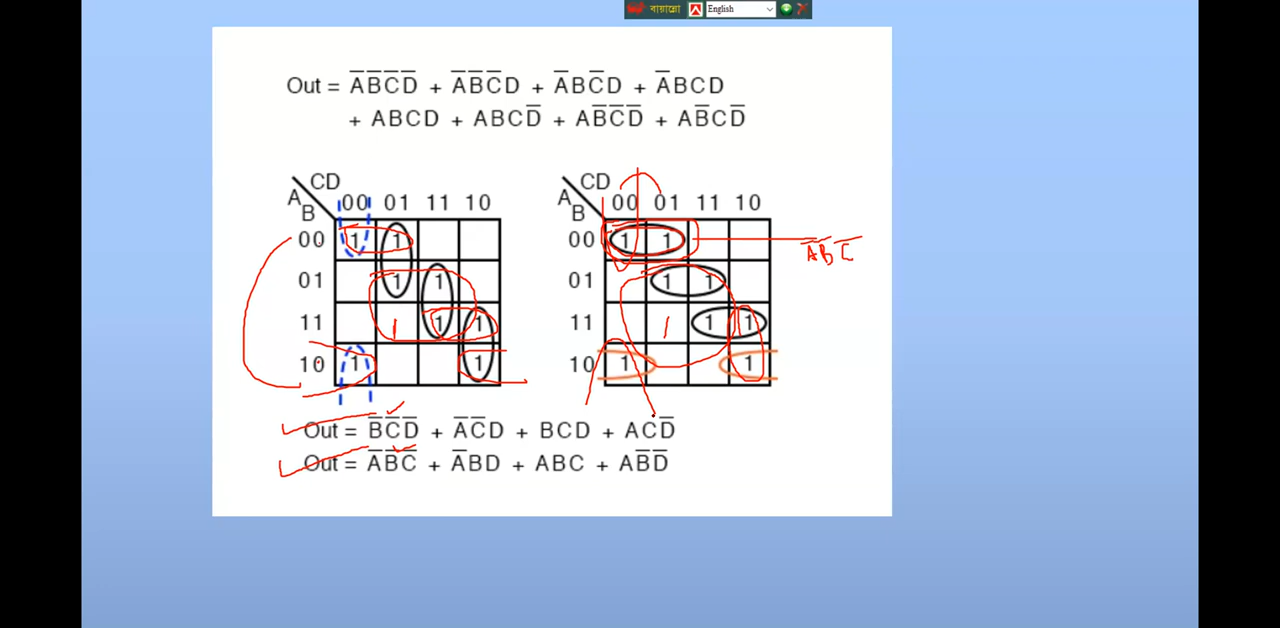 বায়ান্নো English
Out = A̅B̅C̅D̅ + A̅B̅C̅D + A̅BC̅D + A̅BCD
+ ABCD + ABCD̅ + AB̅C̅D̅ + AB̅CD̅
CD CD
A 00 01 11 10 A 00 01 11 10
B B
00 1 1 00 1 1 A̅B̅C̅
01 1 1 01 1 1
11 1 1 1 11 1 1 1
10 1 1 10 1 1
Out = B̅C̅D̅ + A̅C̅D + BCD + ACD̅
Out = A̅B̅C̅ + A̅BD + ABC + AB̅D̅